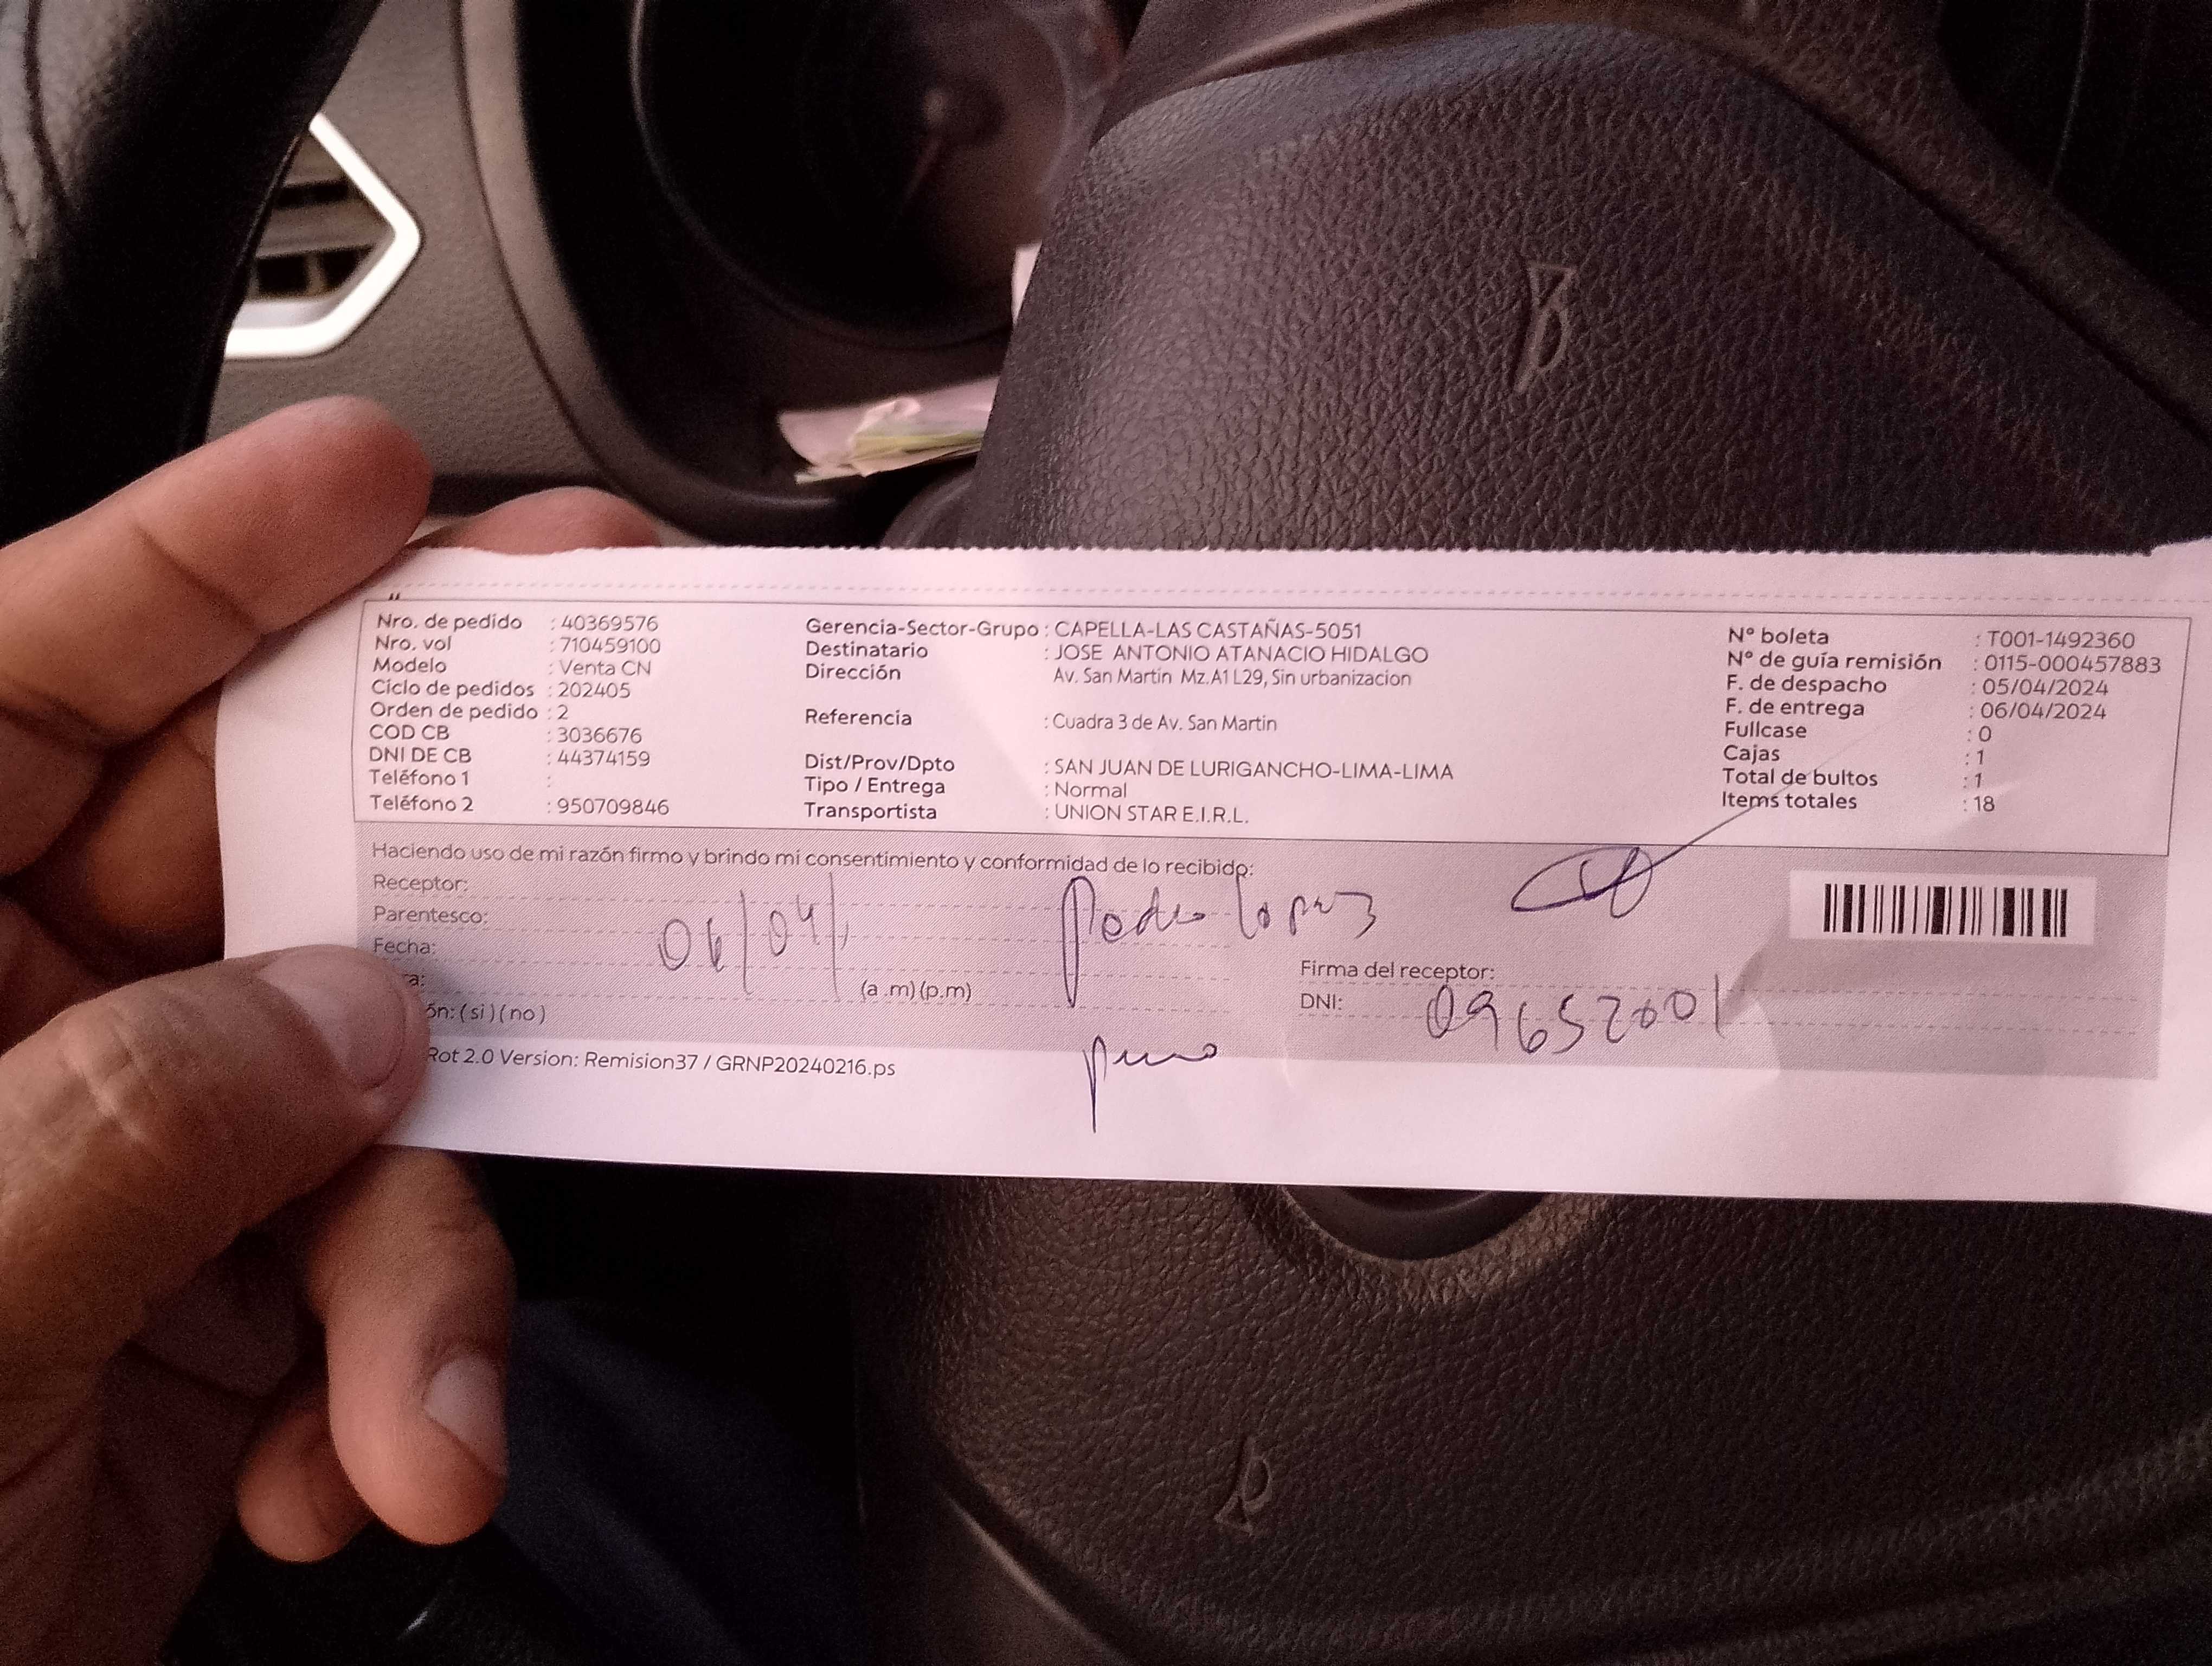 Nro. de pedido : 40369576
Nro. vol : 710459100
Modelo : Venta CN
Ciclo de pedidos : 202405
Orden de pedido : 2
COD CB : 3036676
DNI DE CB : 44374159
Teléfono 1 :
Teléfono 2 : 950709846
Gerencia-Sector-Grupo : CAPELLA-LAS CASTAÑAS-5051
Destinatario : JOSE ANTONIO ATANACIO HIDALGO
Dirección Av. San Martin Mz.A1 L29, Sin urbanizacion
Referencia : Cuadra 3 de Av. San Martin
Dist/Prov/Dpto : SAN JUAN DE LURIGANCHO-LIMA-LIMA
Tipo / Entrega : Normal
Transportista : UNION STAR E.I.R.L.
Nº boleta : T001-1492360
Nº de guía remisión : 0115-000457883
F. de despacho : 05/04/2024
F. de entrega : 06/04/2024
Fullcase : 0
Cajas : 1
Total de bultos : 1
Items totales : 18
Haciendo uso de mi razón firmo y brindo mi consentimiento y conformidad de lo recibido:
Receptor:
Parentesco:
Fecha:
06/04/
Pedro Lopez
ra:
(a .m) (p.m)
ón: ( si ) ( no )
Firma del receptor:
DNI: 09652001
Rot 2.0 Version: Remision37 / GRNP20240216.ps